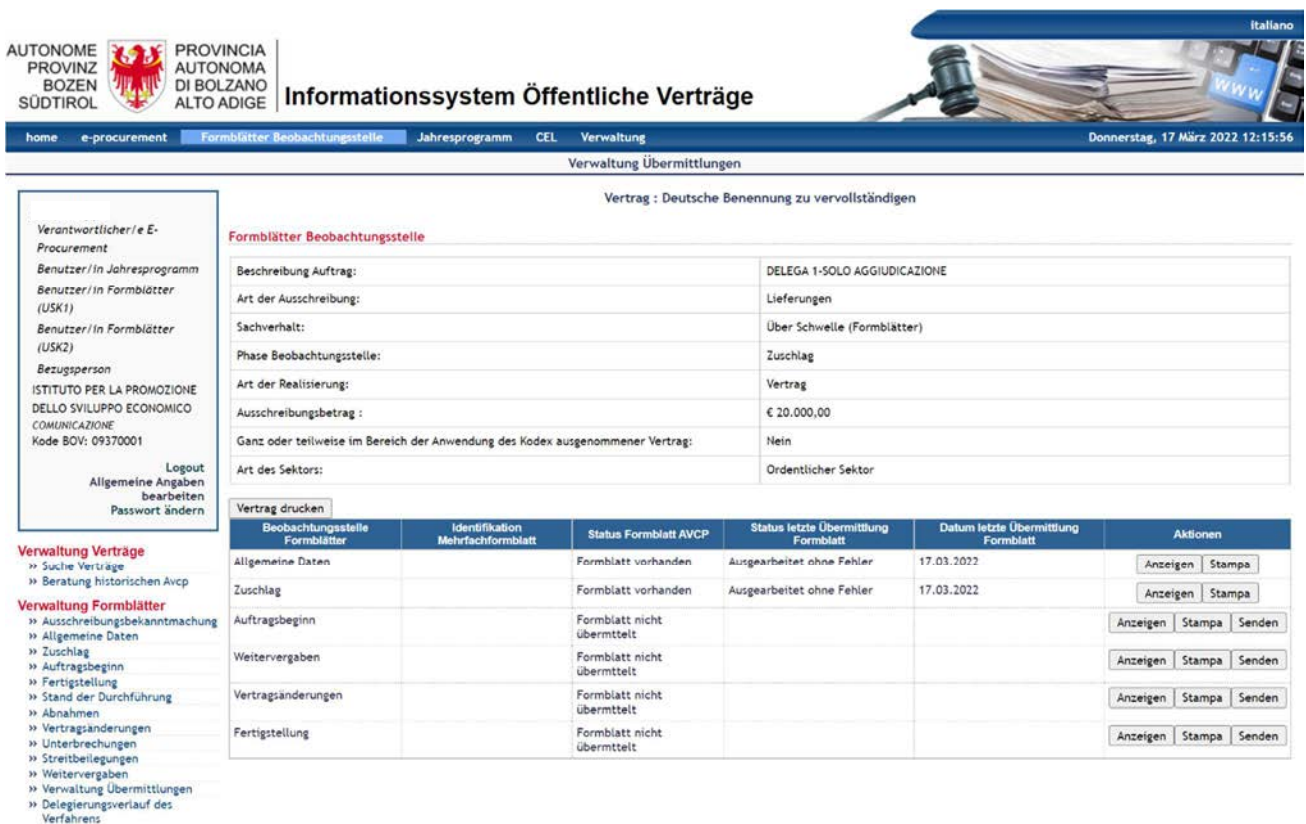 italiano
AUTONOME
PROVINZ
BOZEN
SÜDTIROL
PROVINCIA
AUTONOMA
DI BOLZANO
ALTO ADIGE
Informationssystem Öffentliche Verträge
WWW
home e-procurement Formblätter Beobachtungsstelle Jahresprogramm CEL Verwaltung Donnerstag, 17 März 2022 12:15:56
Verwaltung Übermittlungen
Verantwortlicher/e E-
Procurement
Benutzer/in Jahresprogramm
Benutzer/in Formblätter
(USK1)
Benutzer/in Formblätter
(USK2)
Bezugsperson
ISTITUTO PER LA PROMOZIONE
DELLO SVILUPPO ECONOMICO
COMUNICAZIONE
Kode BOV: 09370001
Logout
Allgemeine Angaben
bearbeiten
Passwort ändern
Verwaltung Verträge
» Suche Verträge
» Beratung historischen Avcp
Verwaltung Formblätter
» Ausschreibungsbekanntmachung
» Allgemeine Daten
» Zuschlag
» Auftragsbeginn
» Fertigstellung
» Stand der Durchführung
» Abnahmen
» Vertragsänderungen
» Unterbrechungen
» Streitbeilegungen
» Weitervergaben
» Verwaltung Übermittlungen
» Delegierungsverlauf des
Verfahrens
Vertrag : Deutsche Benennung zu vervollständigen
Formblätter Beobachtungsstelle
Beschreibung Auftrag: DELEGA 1-SOLO AGGIUDICAZIONE
Art der Ausschreibung: Lieferungen
Sachverhalt: Über Schwelle (Formblätter)
Phase Beobachtungsstelle: Zuschlag
Art der Realisierung: Vertrag
Ausschreibungsbetrag : € 20.000,00
Ganz oder teilweise im Bereich der Anwendung des Kodex ausgenommener Vertrag: Nein
Art des Sektors: Ordentlicher Sektor
Vertrag drucken
Beobachtungsstelle Formblätter Identifikation Mehrfachformblatt Status Formblatt AVCP Status letzte Übermittlung Formblatt Datum letzte Übermittlung Formblatt Aktionen
Allgemeine Daten Formblatt vorhanden Ausgearbeitet ohne Fehler 17.03.2022 Anzeigen Stampa
Zuschlag Formblatt vorhanden Ausgearbeitet ohne Fehler 17.03.2022 Anzeigen Stampa
Auftragsbeginn Formblatt nicht übermttelt Anzeigen Stampa Senden
Weitervergaben Formblatt nicht übermttelt Anzeigen Stampa Senden
Vertragsänderungen Formblatt nicht übermttelt Anzeigen Stampa Senden
Fertigstellung Formblatt nicht übermttelt Anzeigen Stampa Senden